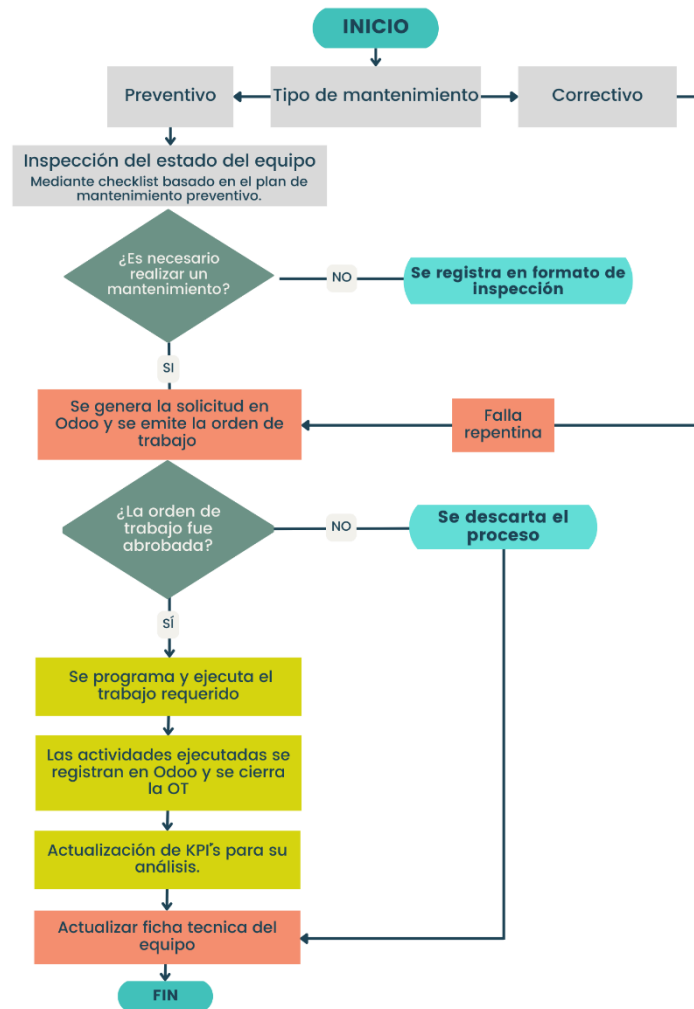 INICIO
Preventivo
Tipo de mantenimiento
Correctivo
Inspección del estado del equipo
Mediante checklist basado en el plan de
mantenimiento preventivo.
¿Es necesario
realizar un
mantenimiento?
NO
Se registra en formato de
inspección
SI
Se genera la solicitud en
Odoo y se emite la orden de
trabajo
Falla
repentina
¿La orden de
trabajo fue
abrobada?
NO
Se descarta el
proceso
SÍ
Se programa y ejecuta el
trabajo requerido
Las actividades ejecutadas se
registran en Odoo y se cierra
la OT
Actualización de KPI's para su
análisis.
Actualizar ficha tecnica del
equipo
FIN